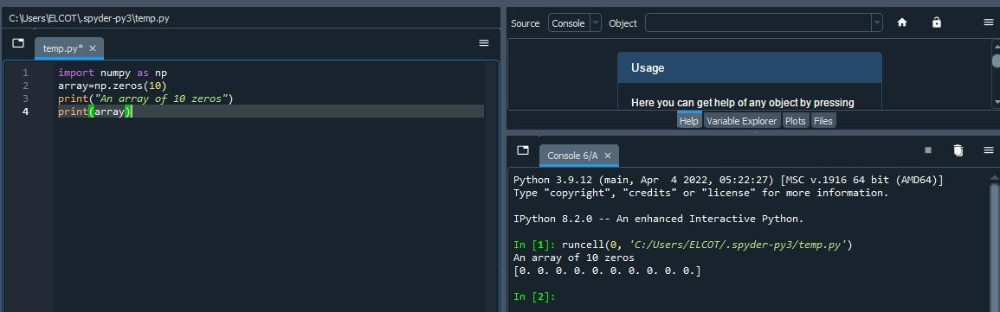 C:\Users\ELCOT\.spyder-py3\temp.py
temp.py*
1 import numpy as np
2 array=np.zeros(10)
3 print("An array of 10 zeros")
4 print(array)
Source Console Object
Usage
Here you can get help of any object by pressing
Help Variable Explorer Plots Files
Console 6/A
Python 3.9.12 (main, Apr  4 2022, 05:22:27) [MSC v.1916 64 bit (AMD64)]
Type "copyright", "credits" or "license" for more information.
IPython 8.2.0 -- An enhanced Interactive Python.
In [1]: runcell(0, 'C:/Users/ELCOT/.spyder-py3/temp.py')
An array of 10 zeros
[0. 0. 0. 0. 0. 0. 0. 0. 0. 0.]
In [2]: